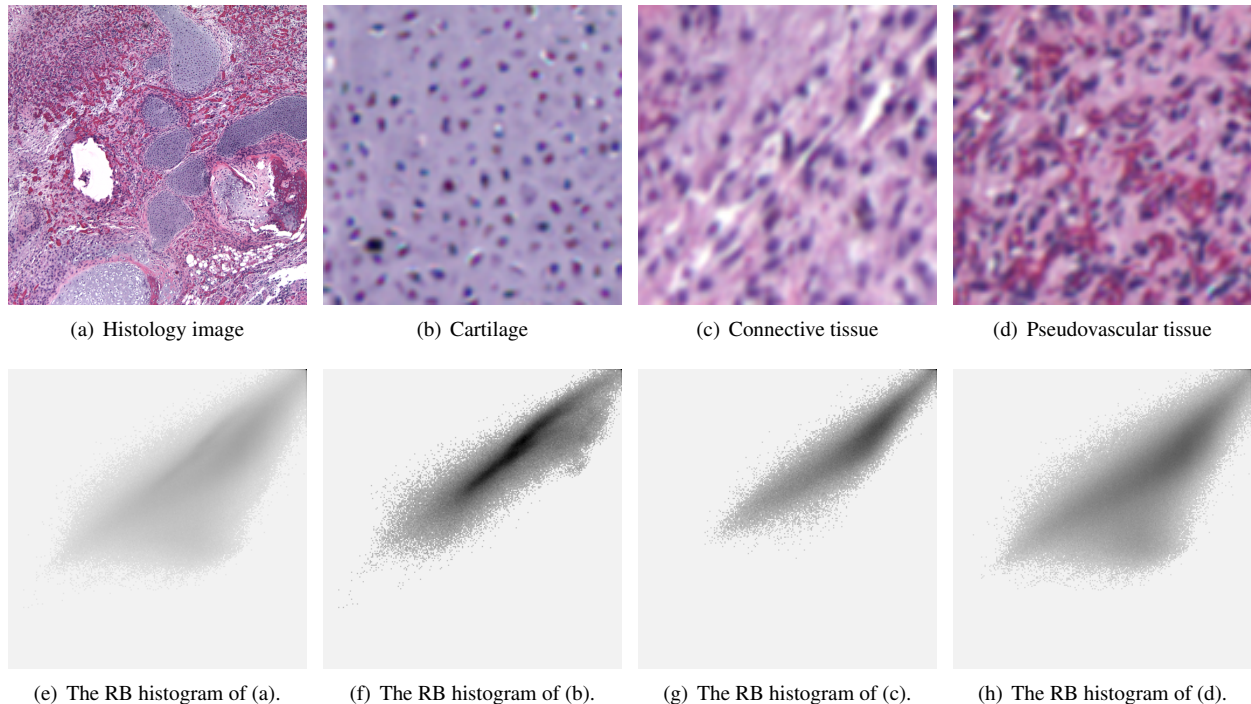 (a) Histology image
(b) Cartilage
(c) Connective tissue
(d) Pseudovascular tissue
(e) The RB histogram of (a).
(f) The RB histogram of (b).
(g) The RB histogram of (c).
(h) The RB histogram of (d).